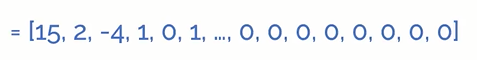 = [15, 2, -4, 1, 0, 1, ..., 0, 0, 0, 0, 0, 0, 0, 0]